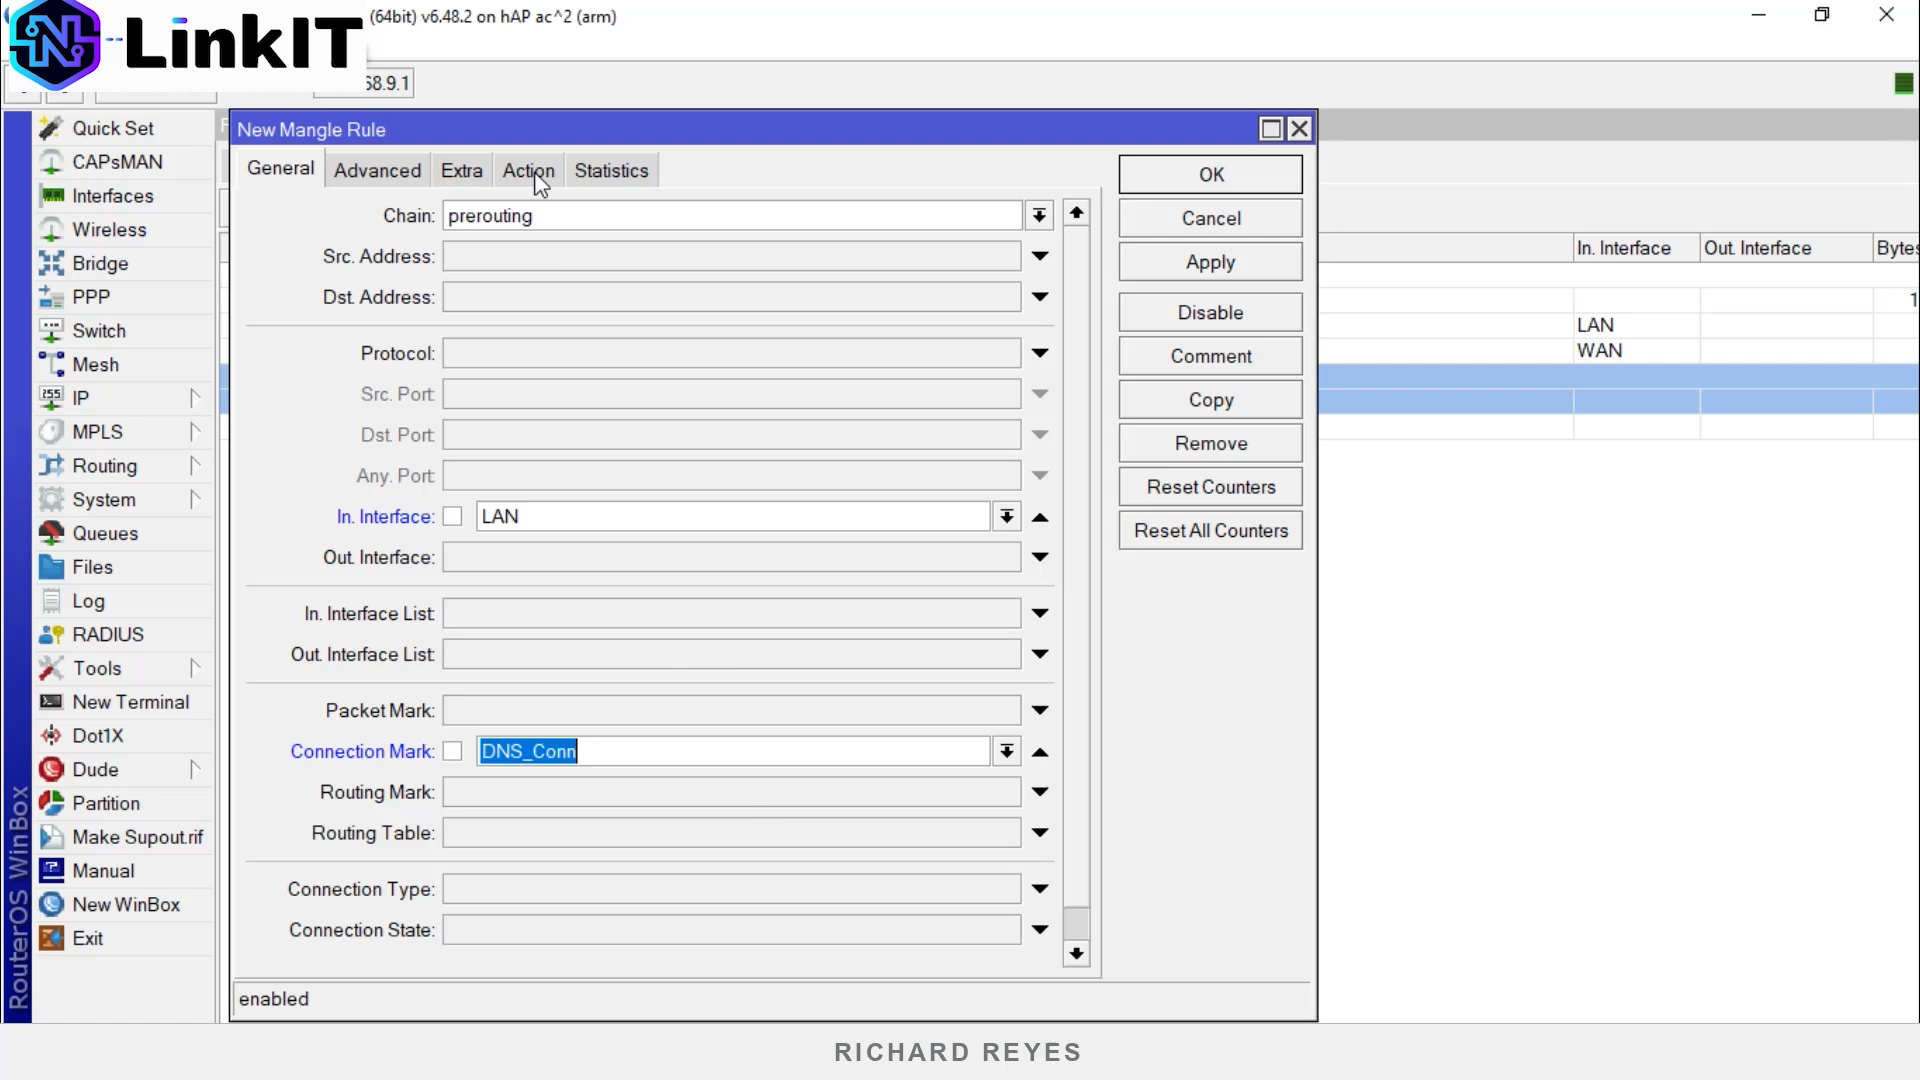 LinkIT
(64bit) v6.48.2 on hAP ac^2 (arm)
68.9.1
Quick Set
CAPsMAN
Interfaces
Wireless
Bridge
PPP
Switch
Mesh
IP
MPLS
Routing
System
Queues
Files
Log
RADIUS
Tools
New Terminal
Dot1X
Dude
Partition
Make Supout.rif
Manual
New WinBox
Exit
RouterOS WinBox
New Mangle Rule
General Advanced Extra Action Statistics
Chain: prerouting
Src. Address:
Dst. Address:
Protocol:
Src. Port:
Dst. Port:
Any. Port:
In. Interface: LAN
Out. Interface:
In. Interface List:
Out. Interface List:
Packet Mark:
Connection Mark: DNS_Conn
Routing Mark:
Routing Table:
Connection Type:
Connection State:
enabled
OK
Cancel
Apply
Disable
Comment
Copy
Remove
Reset Counters
Reset All Counters
In. Interface Out. Interface Bytes
1
LAN
WAN
RICHARD REYES